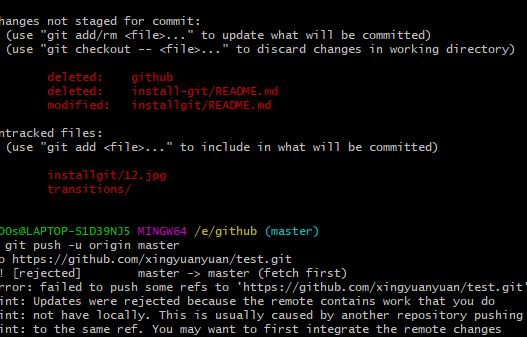 hanges not staged for commit:
(use "git add/rm <file>..." to update what will be committed)
(use "git checkout -- <file>..." to discard changes in working directory)
deleted:    github
deleted:    install-git/README.md
modified:   installgit/README.md
ntracked files:
(use "git add <file>..." to include in what will be committed)
installgit/12.jpg
transitions/
OOs@LAPTOP-S1D39NJ5 MINGW64 /e/github (master)
git push -u origin master
o https://github.com/xingyuanyuan/test.git
! [rejected]        master -> master (fetch first)
rror: failed to push some refs to 'https://github.com/xingyuanyuan/test.git'
int: Updates were rejected because the remote contains work that you do
int: not have locally. This is usually caused by another repository pushing
int: to the same ref. You may want to first integrate the remote changes